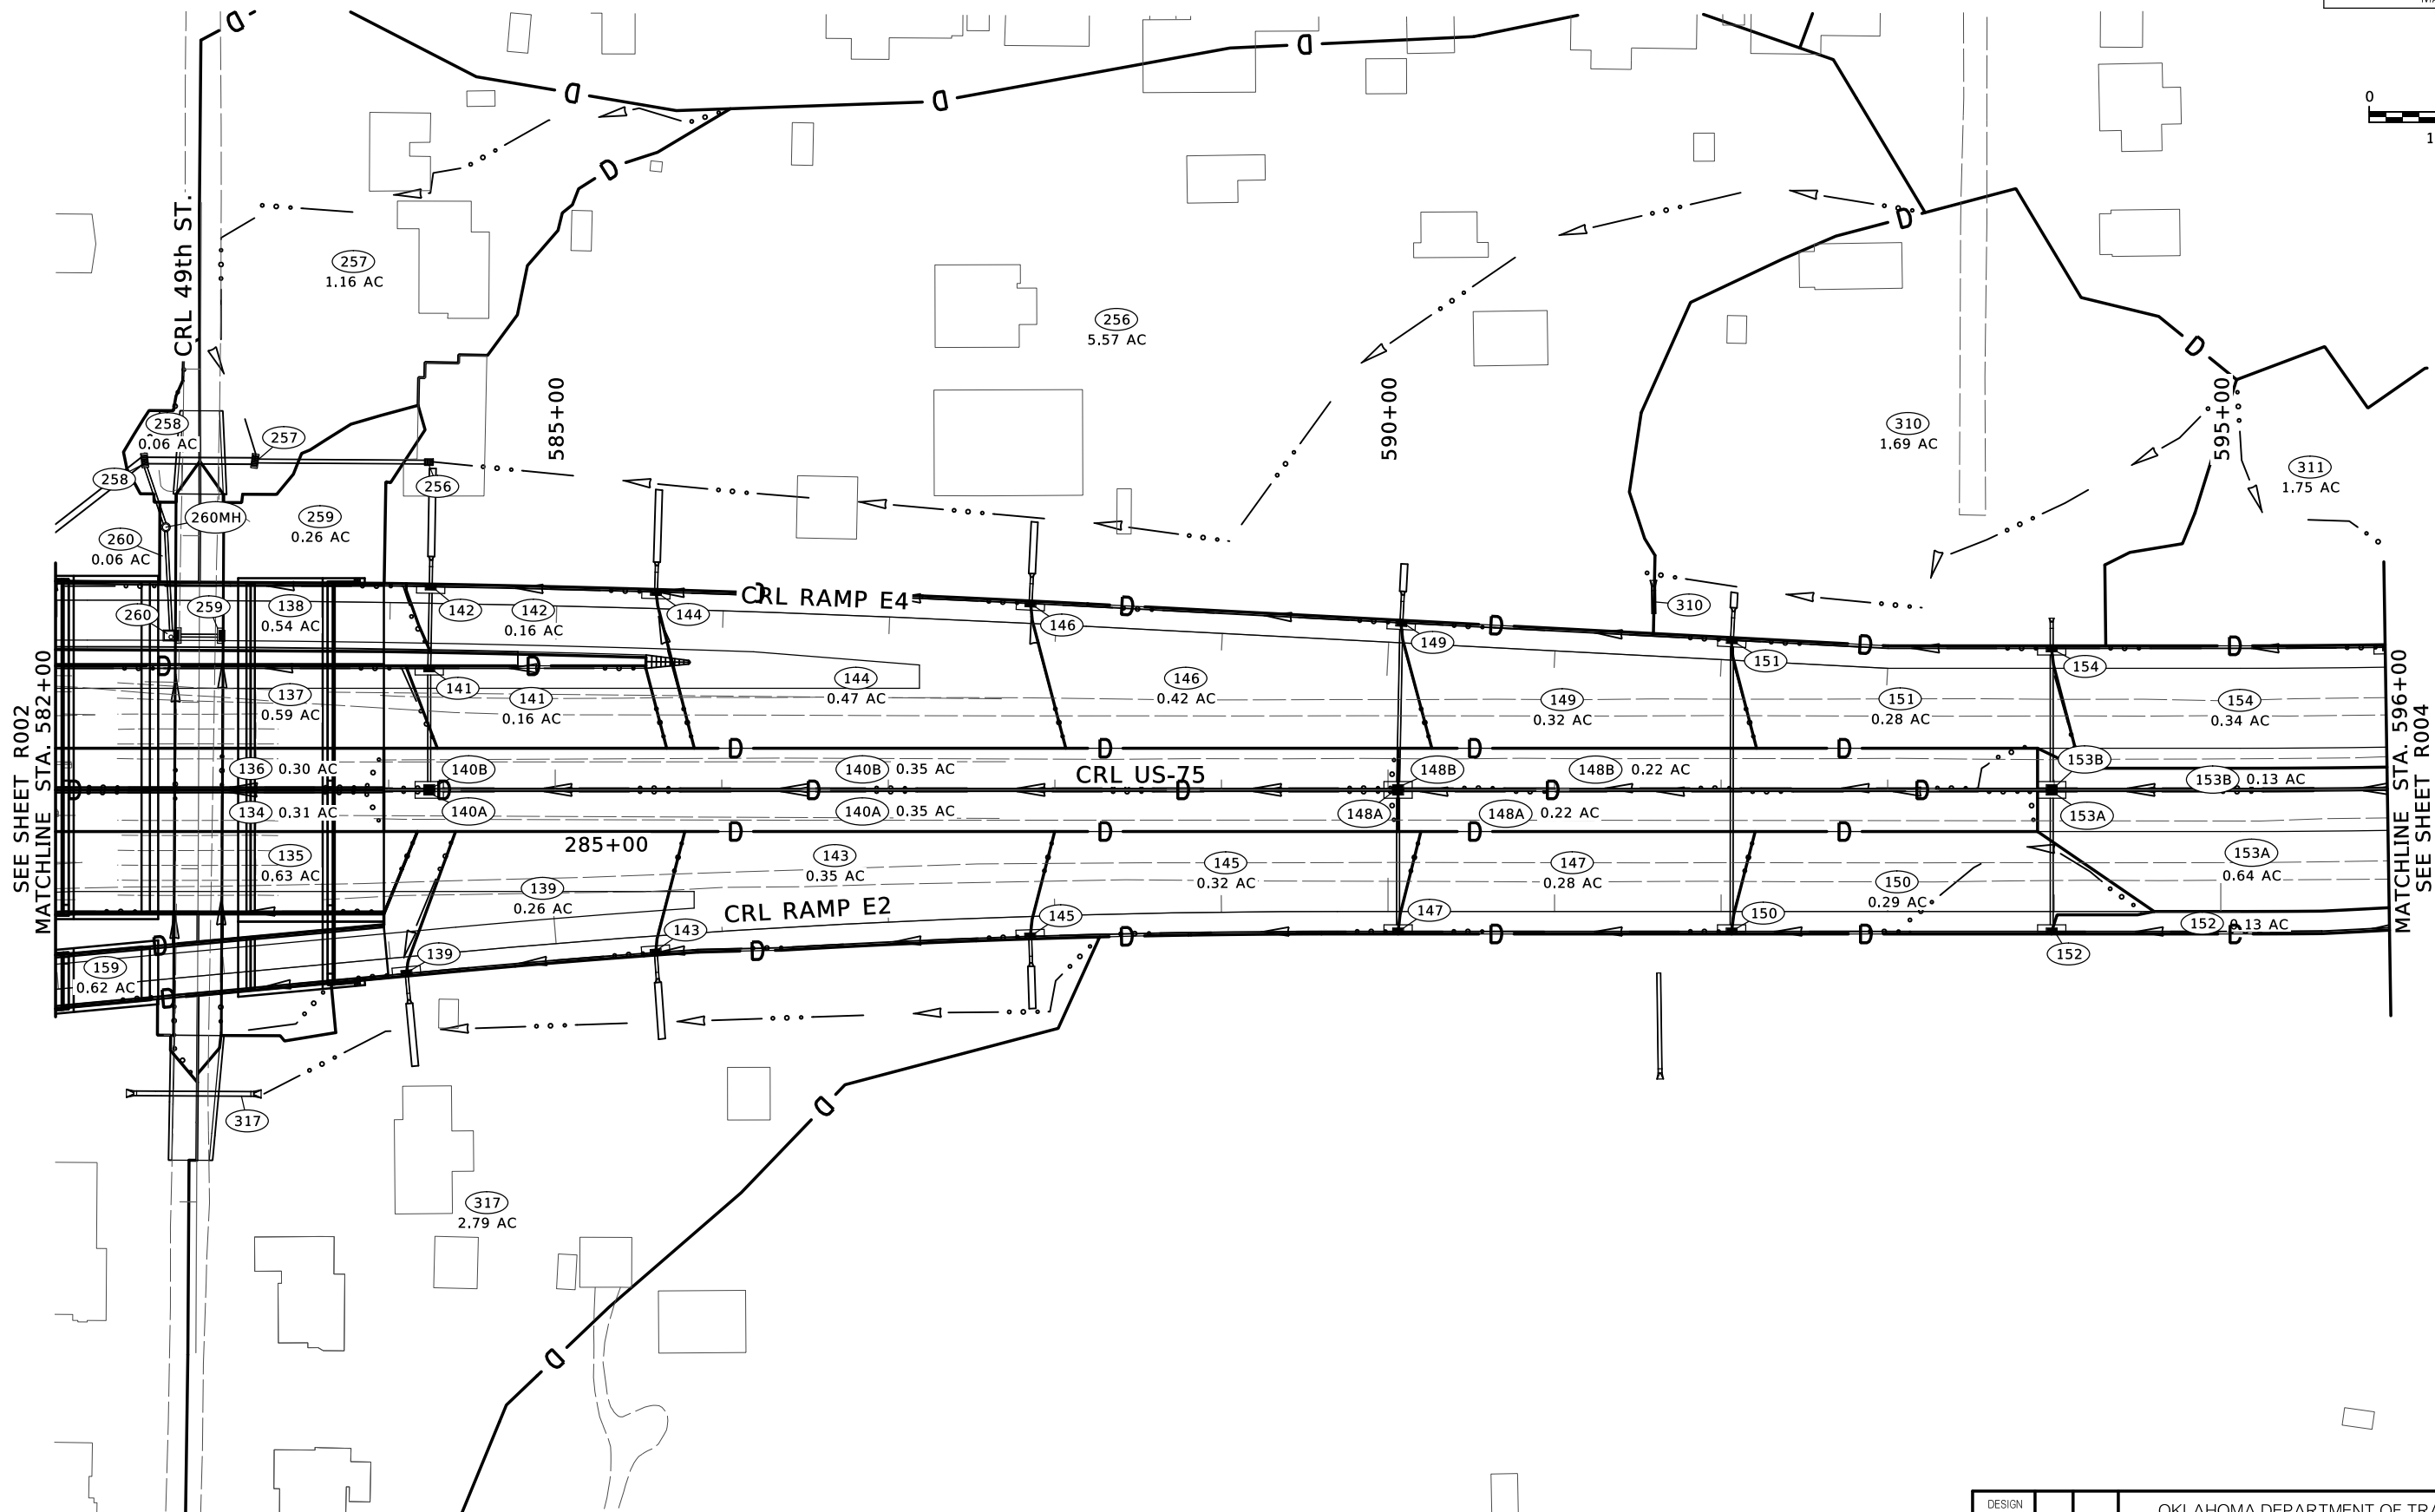 0
1
CRL 49th ST.
257
1.16 AC
256
5.57 AC
585+00
590+00
595+00
310
1.69 AC
311
1.75 AC
258
0.06 AC
257
258
256
260MH
259
0.26 AC
260
0.06 AC
260
259
138
0.54 AC
142
142
0.16 AC
144
CRL RAMP E4
146
149
151
310
154
137
0.59 AC
141
141
0.16 AC
144
0.47 AC
146
0.42 AC
149
0.32 AC
151
0.28 AC
154
0.34 AC
SEE SHEET R002
MATCHLINE STA. 582+00
MATCHLINE STA. 596+00
SEE SHEET R004
136 0.30 AC
140B
140B 0.35 AC
CRL US-75
148B
148B 0.22 AC
153B
153B 0.13 AC
134 0.31 AC
140A
140A 0.35 AC
148A
148A 0.22 AC
153A
285+00
135
0.63 AC
139
0.26 AC
143
0.35 AC
145
0.32 AC
147
0.28 AC
150
0.29 AC
153A
0.64 AC
CRL RAMP E2
143
145
147
150
152 0.13 AC
152
139
159
0.62 AC
317
317
2.79 AC
D D D D D D D
D D D D D
D D D D D D
D D D D D D
D D D D
D D D D D D
D D D D
DESIGN
OKLAHOMA DEPARTMENT OF TRA